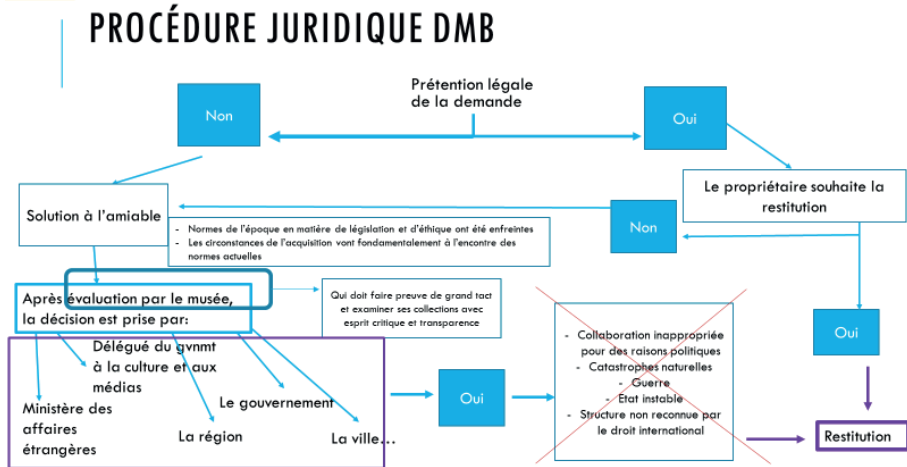 PROCÉDURE JURIDIQUE DMB
Prétention légale
de la demande
Non
Oui
Le propriétaire souhaite la
restitution
Solution à l'amiable
- Normes de l'époque en matière de législation et d'éthique ont été enfreintes
- Les circonstances de l'acquisition vont fondamentalement à l'encontre des
normes actuelles
Non
Après évaluation par le musée,
la décision est prise par:
Qui doit faire preuve de grand tact
et examiner ses collections avec
esprit critique et transparence
Délégué du gvnmt
à la culture et aux
médias
Ministère des
affaires
étrangères
La région
Le gouvernement
La ville…
Oui
- Collaboration inappropriée
pour des raisons politiques
- Catastrophes naturelles
- Guerre
- Etat instable
- Structure non reconnue par
le droit international
Oui
Restitution